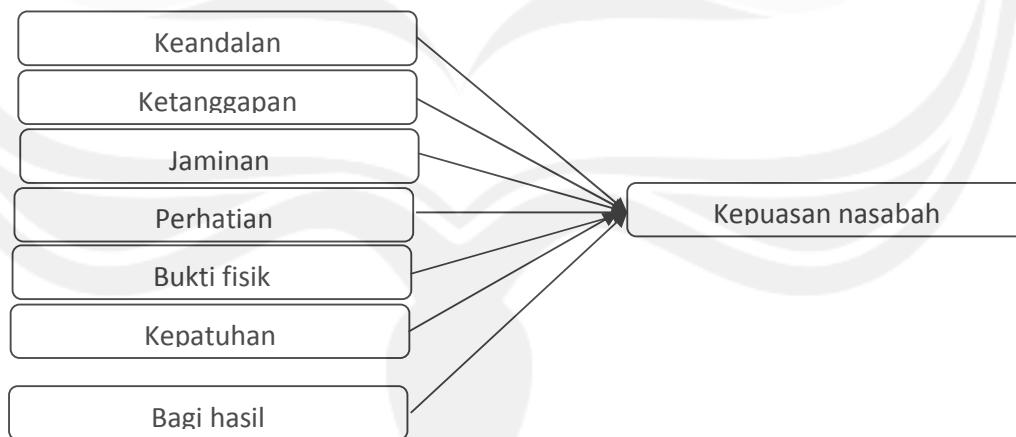 Keandalan
Ketanggapan
Jaminan
Perhatian
Kepuasan nasabah
Bukti fisik
Kepatuhan
Bagi hasil